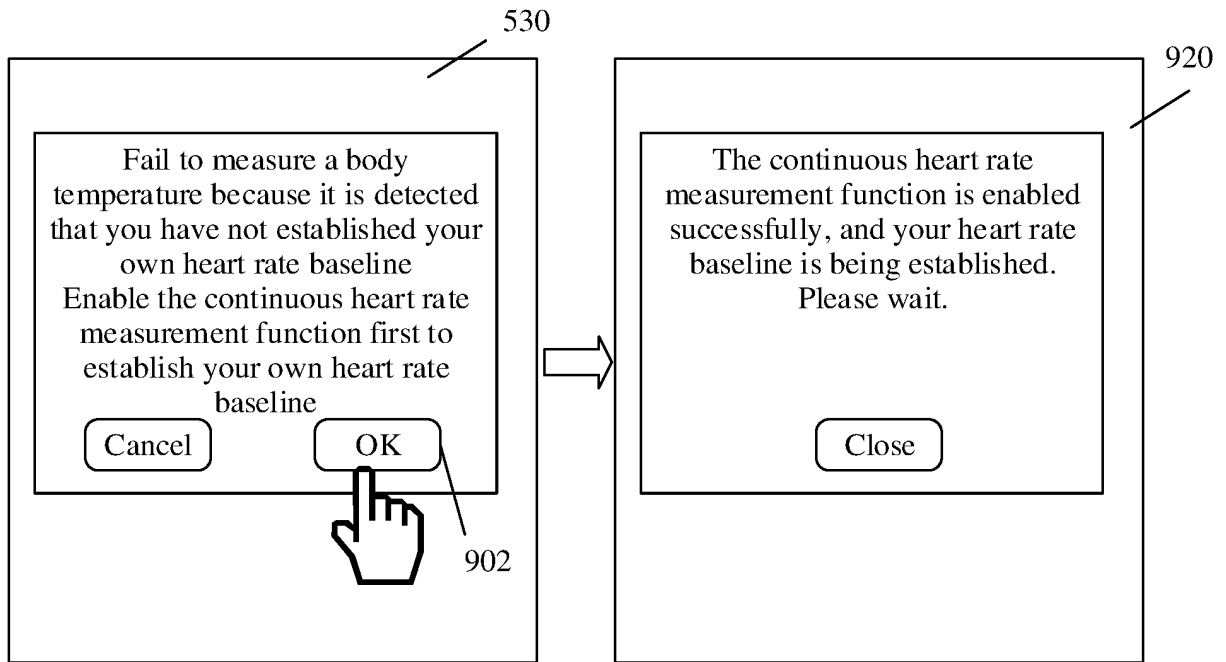 530
Fail to measure a body
temperature because it is detected
that you have not established your
own heart rate baseline
Enable the continuous heart rate
measurement function first to
establish your own heart rate
baseline
Cancel
OK
902
920
The continuous heart rate
measurement function is enabled
successfully, and your heart rate
baseline is being established.
Please wait.
Close